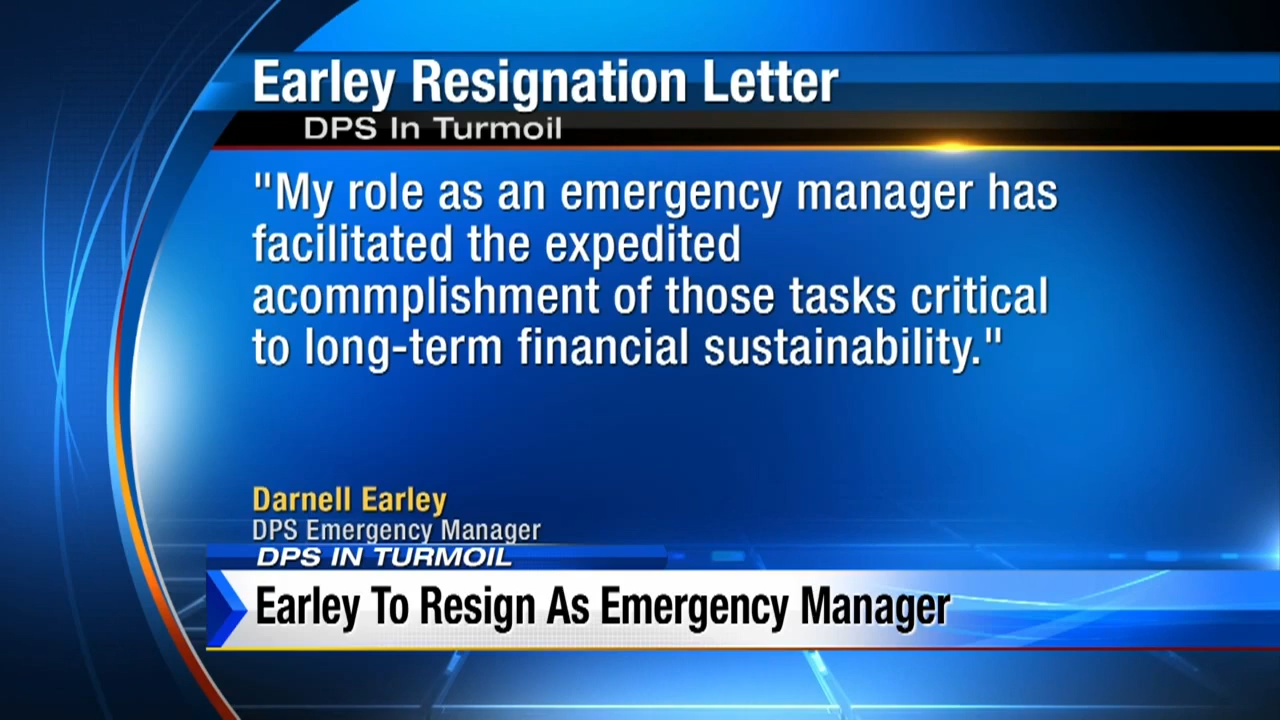 Earley Resignation Letter
DPS In Turmoil
"My role as an emergency manager has
facilitated the expedited
acommplishment of those tasks critical
to long-term financial sustainability."
Darnell Earley
DPS Emergency Manager
DPS IN TURMOIL
Earley To Resign As Emergency Manager